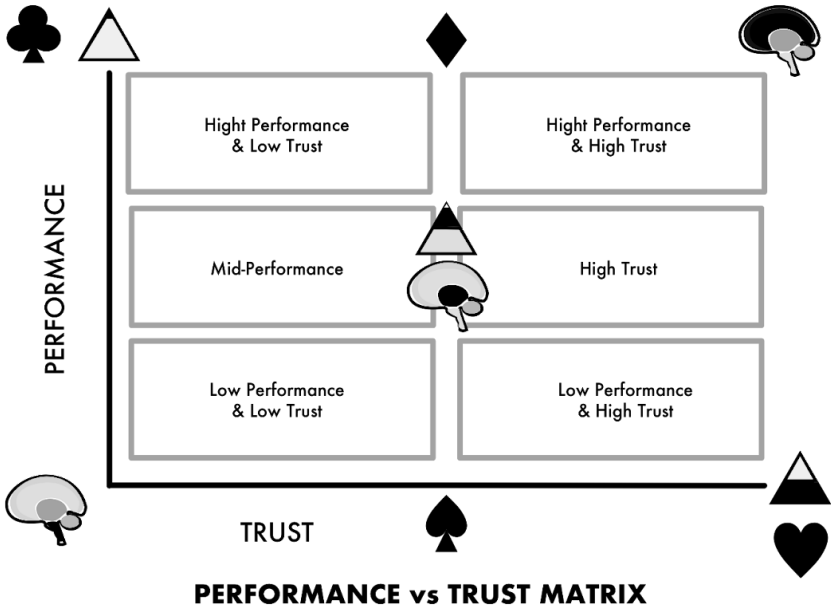 Hight Performance
& Low Trust
Hight Performance
& High Trust
PERFORMANCE
Mid-Performance
High Trust
Low Performance
& Low Trust
Low Performance
& High Trust
TRUST
PERFORMANCE vs TRUST MATRIX